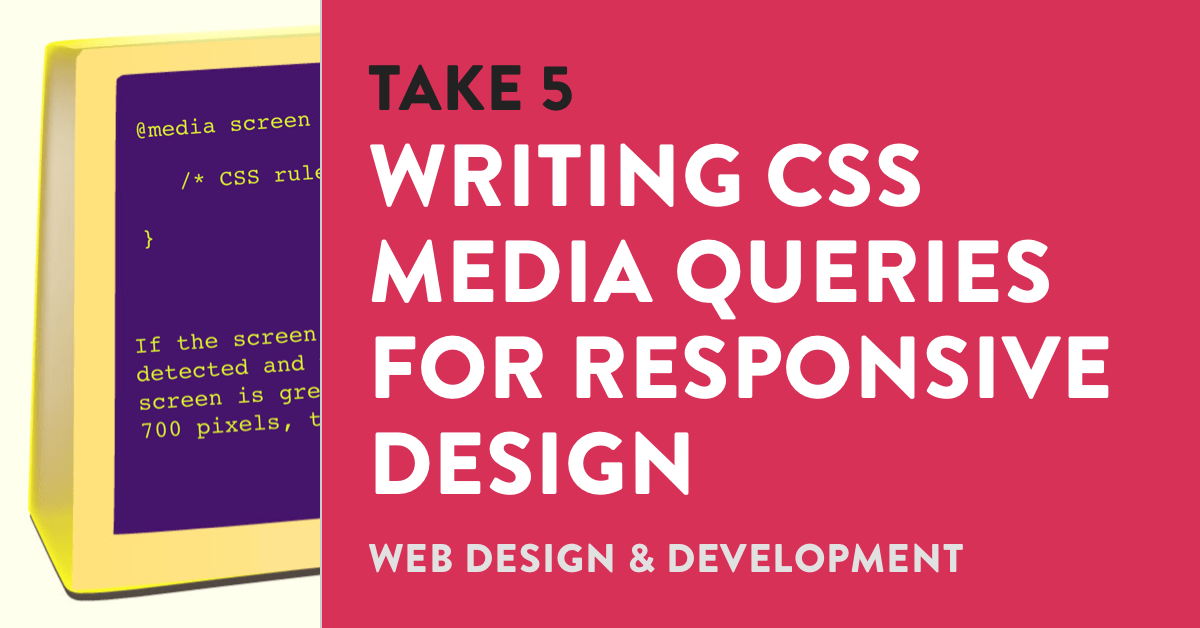 @media screen
/* CSS rule
}
If the screen
detected and
screen is gre
700 pixels, t
TAKE 5
WRITING CSS
MEDIA QUERIES
FOR RESPONSIVE
DESIGN
WEB DESIGN & DEVELOPMENT